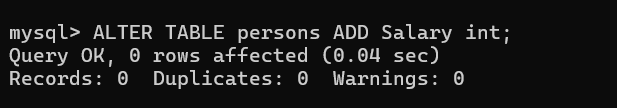 mysql> ALTER TABLE persons ADD Salary int;
Query OK, 0 rows affected (0.04 sec)
Records: 0  Duplicates: 0  Warnings: 0